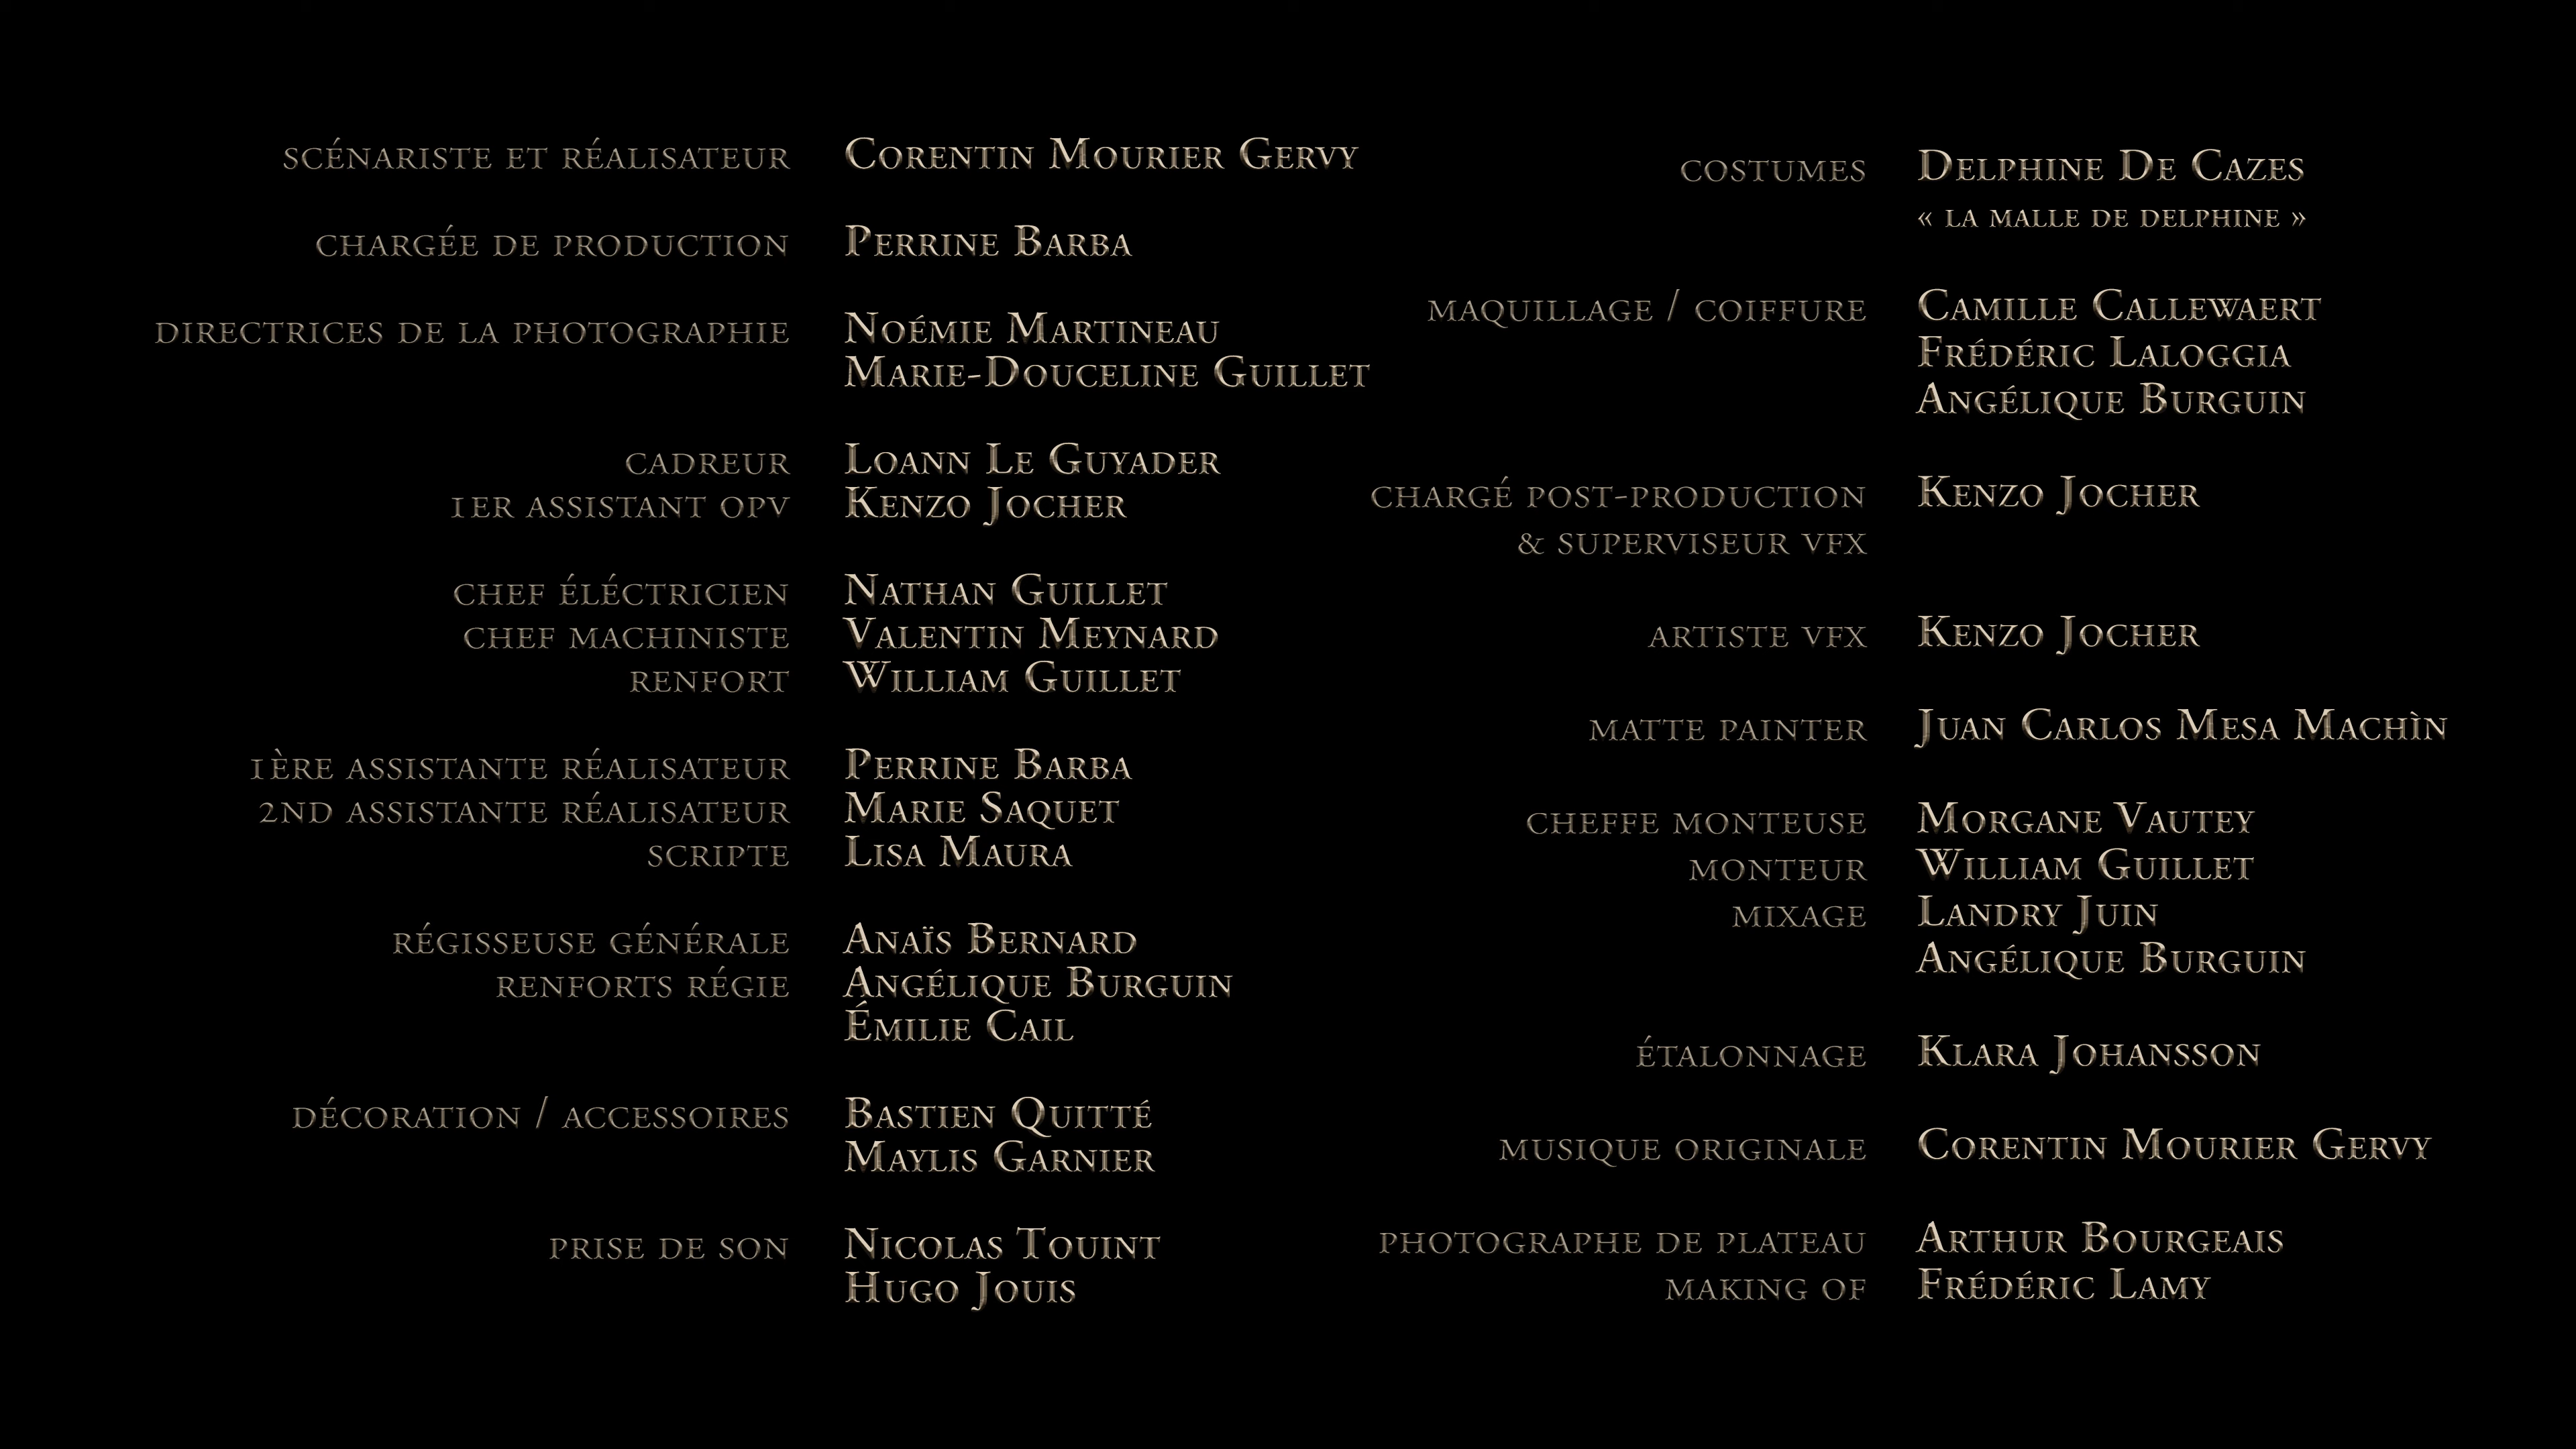 scénariste et réalisateur Corentin Mourier Gervy
chargée de production Perrine Barba
directrices de la photographie Noémie Martineau
Marie-Douceline Guillet
cadreur Loann Le Guyader
1er assistant opv Kenzo Jocher
chef éléctricien Nathan Guillet
chef machiniste Valentin Meynard
renfort William Guillet
1ère assistante réalisateur Perrine Barba
2nd assistante réalisateur Marie Saquet
scripte Lisa Maura
régisseuse générale Anaïs Bernard
renforts régie Angélique Burguin
Émilie Cail
décoration / accessoires Bastien Quitté
Maylis Garnier
prise de son Nicolas Touint
Hugo Jouis
costumes Delphine De Cazes
« la malle de delphine »
maquillage / coiffure Camille Callewaert
Frédéric Laloggia
Angélique Burguin
chargé post-production Kenzo Jocher
& superviseur vfx
artiste vfx Kenzo Jocher
matte painter Juan Carlos Mesa Machìn
cheffe monteuse Morgane Vautey
monteur William Guillet
mixage Landry Juin
Angélique Burguin
étalonnage Klara Johansson
musique originale Corentin Mourier Gervy
photographe de plateau Arthur Bourgeais
making of Frédéric Lamy